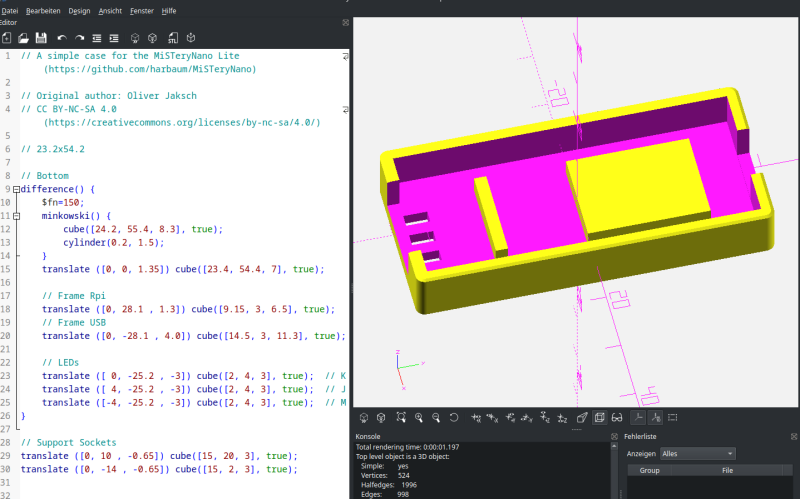 Datei Bearbeiten Design Ansicht Fenster Hilfe
Editor
STL
1 // A simple case for the MiSTeryNano Lite
(https://github.com/harbaum/MiSTeryNano)
2
3 // Original author: Oliver Jaksch
4 // CC BY-NC-SA 4.0
(https://creativecommons.org/licenses/by-nc-sa/4.0/)
5
6 // 23.2x54.2
7
8 // Bottom
9 difference() {
10 $fn=150;
11 minkowski() {
12 cube([24.2, 55.4, 8.3], true);
13 cylinder(0.2, 1.5);
14 }
15 translate ([0, 0, 1.35]) cube([23.4, 54.4, 7], true);
16
17 // Frame Rpi
18 translate ([0, 28.1 , 1.3]) cube([9.15, 3, 6.5], true);
19 // Frame USB
20 translate ([0, -28.1 , 4.0]) cube([14.5, 3, 11.3], true);
21
22 // LEDs
23 translate ([ 0, -25.2 , -3]) cube([2, 4, 3], true); // K
24 translate ([ 4, -25.2 , -3]) cube([2, 4, 3], true); // J
25 translate ([-4, -25.2 , -3]) cube([2, 4, 3], true); // M
26 }
27
28 // Support Sockets
29 translate ([0, 10 , -0.65]) cube([15, 20, 3], true);
30 translate ([0, -14 , -0.65]) cube([15, 2, 3], true);
31
32
z
y
x
Konsole
Total rendering time: 0:00:01.197
Top level object is a 3D object:
Simple: yes
Vertices: 524
Halfedges: 1996
Edges: 998
Fehlerliste
Anzeigen Alles
Group File